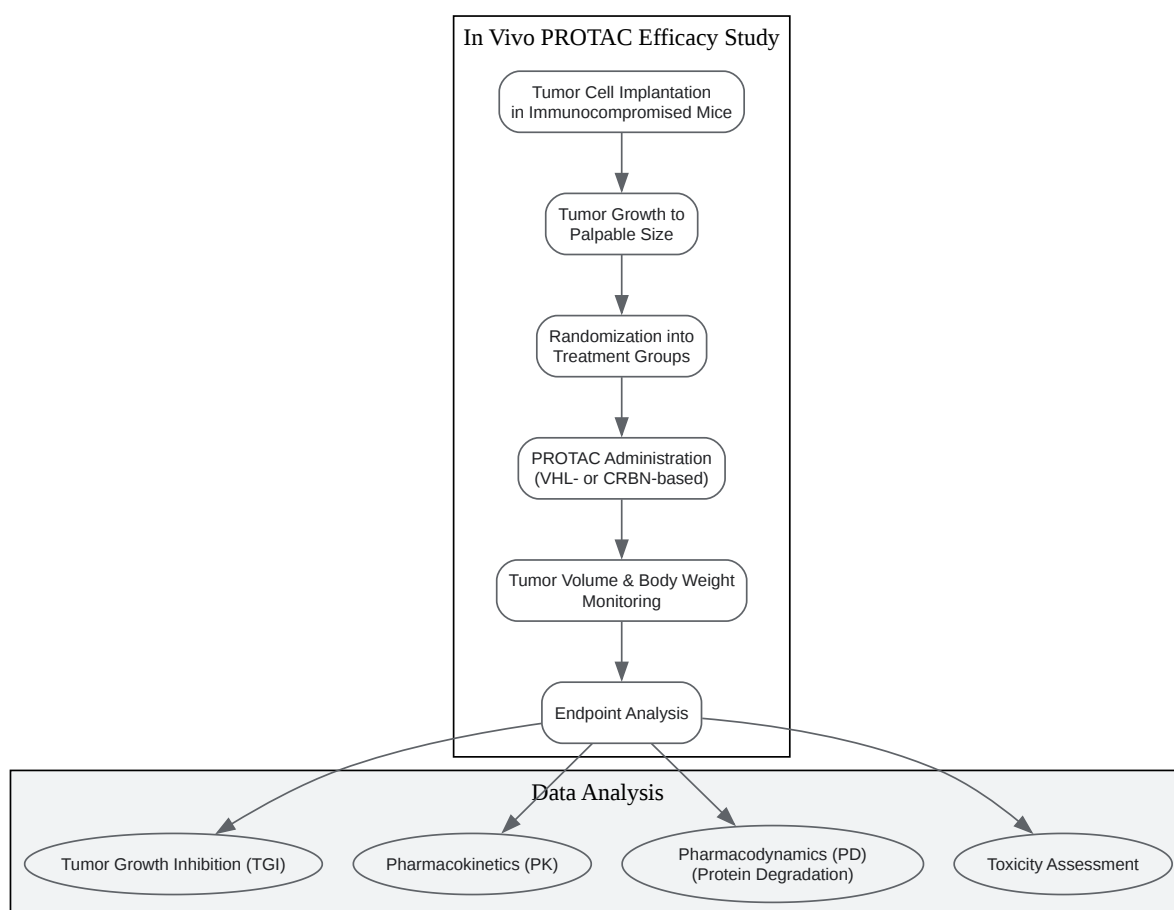 In Vivo PROTAC Efficacy Study
Tumor Cell Implantation
in Immunocompromised Mice
Tumor Growth to
Palpable Size
Randomization into
Treatment Groups
PROTAC Administration
(VHL- or CRBN-based)
Tumor Volume & Body Weight
Monitoring
Endpoint Analysis
Data Analysis
Tumor Growth Inhibition (TGI)
Pharmacokinetics (PK)
Pharmacodynamics (PD)
(Protein Degradation)
Toxicity Assessment